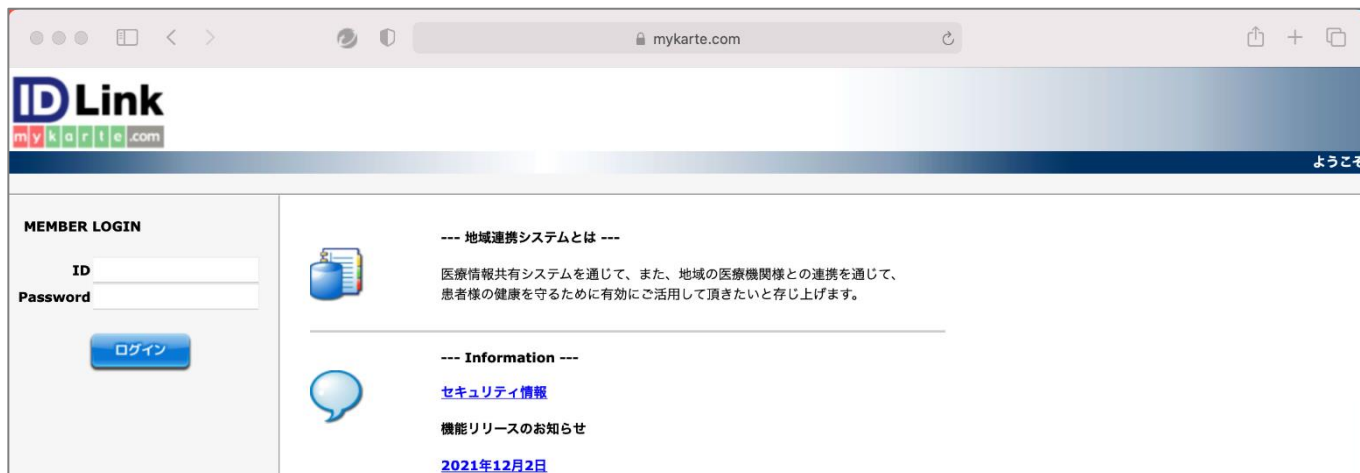 mykarte.com
ID Link
mykarte.com
ようこそ
MEMBER LOGIN
ID
Password
ログイン
--- 地域連携システムとは ---
医療情報共有システムを通じて、また、地域の医療機関様との連携を通じて、
患者様の健康を守るために有効にご活用して頂きたいと存じ上げます。
--- Information ---
セキュリティ情報
機能リリースのお知らせ
2021年12月2日